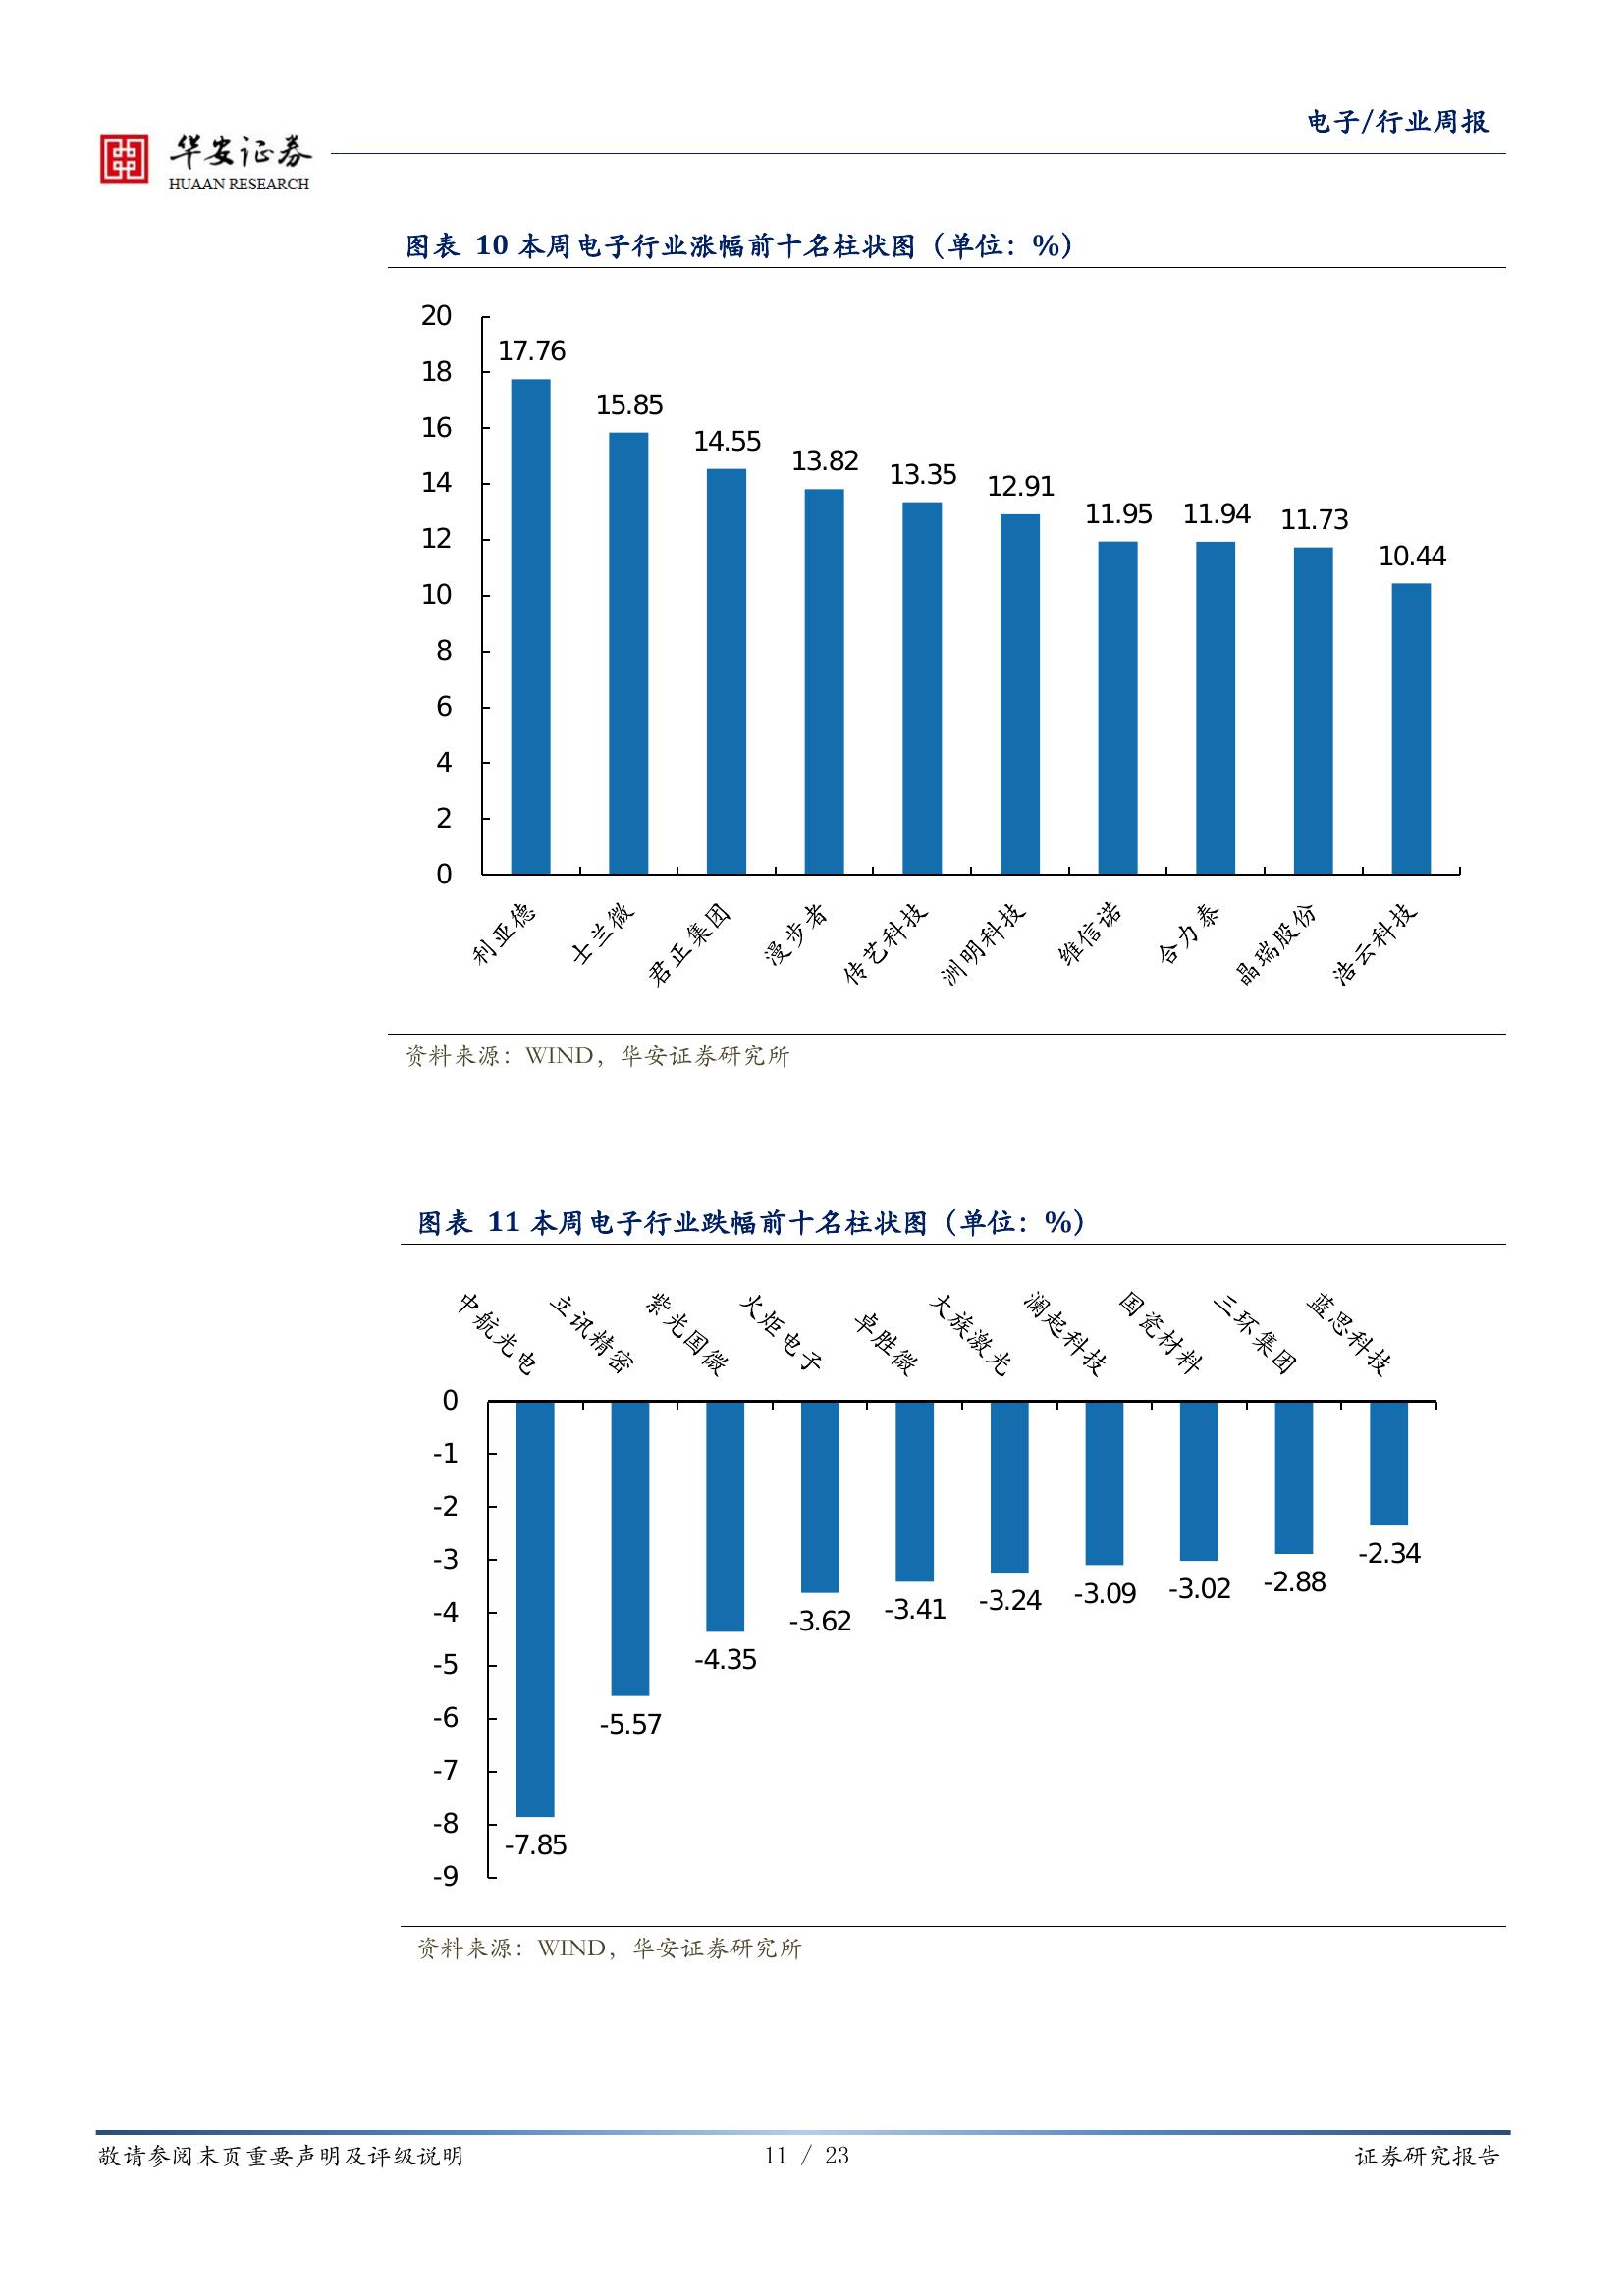 电子/行业周报
华安证券
HUAAN RESEARCH
图表 10 本周电子行业涨幅前十名柱状图（单位：%）
20
18
16
14
12
10
8
6
4
2
0
17.76
15.85
14.55
13.82
13.35
12.91
11.95
11.94
11.73
10.44
利亚德
士兰微
君正集团
漫步者
传艺科技
洲明科技
维信诺
合力泰
晶瑞股份
浩云科技
资料来源：WIND，华安证券研究所
图表 11 本周电子行业跌幅前十名柱状图（单位：%）
中航光电
立讯精密
紫光国微
火炬电子
卓胜微
大族激光
澜起科技
国瓷材料
三环集团
蓝思科技
0
-1
-2
-3
-4
-5
-6
-7
-8
-9
-7.85
-5.57
-4.35
-3.62
-3.41
-3.24
-3.09
-3.02
-2.88
-2.34
资料来源：WIND，华安证券研究所
敬请参阅末页重要声明及评级说明
11 / 23
证券研究报告